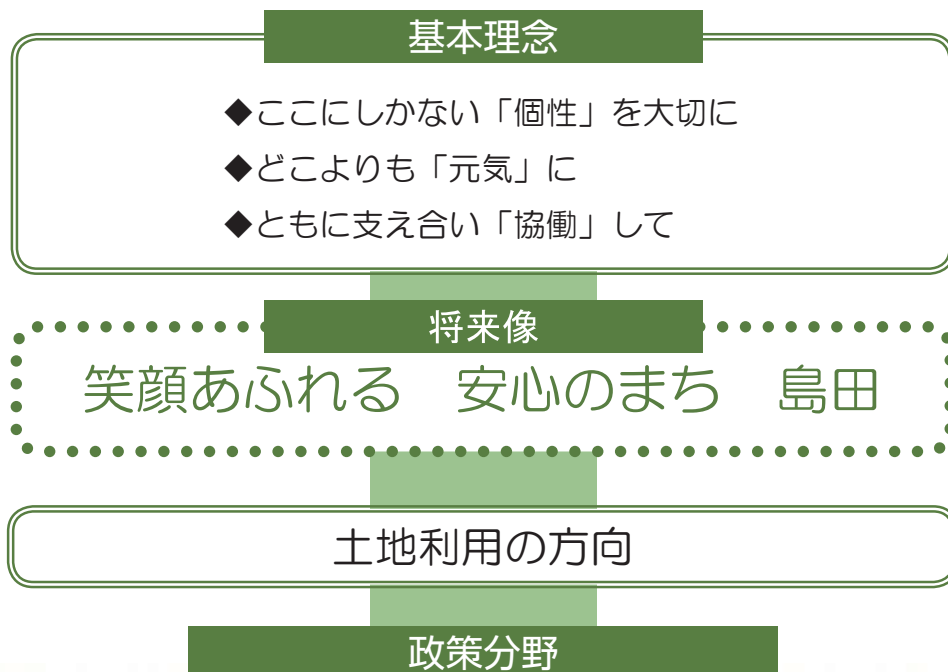 基本理念
◆ここにしかない「個性」を大切に
◆どこよりも「元気」に
◆ともに支え合い「協働」して
将来像
笑顔あふれる　安心のまち　島田
土地利用の方向
政策分野